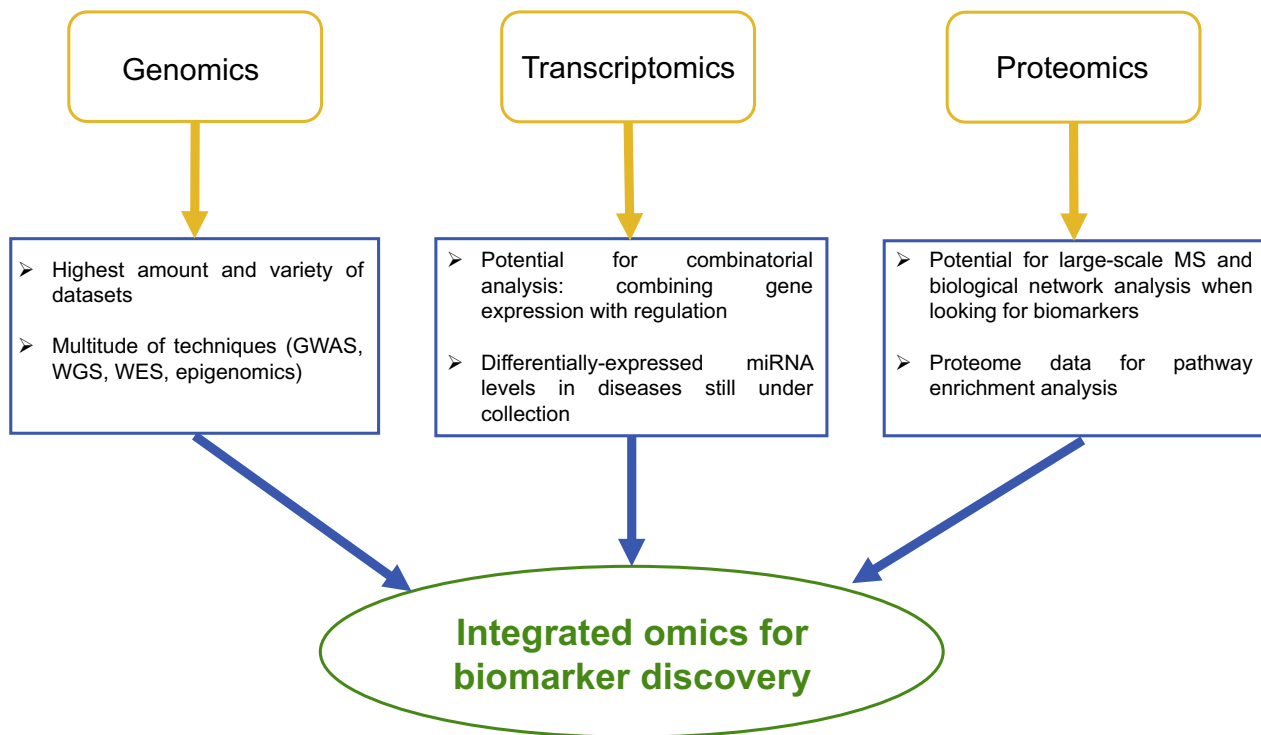 Genomics
Transcriptomics
Proteomics
➢ Highest amount and variety of
datasets
➢ Multitude of techniques (GWAS,
WGS, WES, epigenomics)
➢ Potential for combinatorial
analysis: combining gene
expression with regulation
➢ Differentially-expressed miRNA
levels in diseases still under
collection
➢ Potential for large-scale MS and
biological network analysis when
looking for biomarkers
➢ Proteome data for pathway
enrichment analysis
Integrated omics for
biomarker discovery